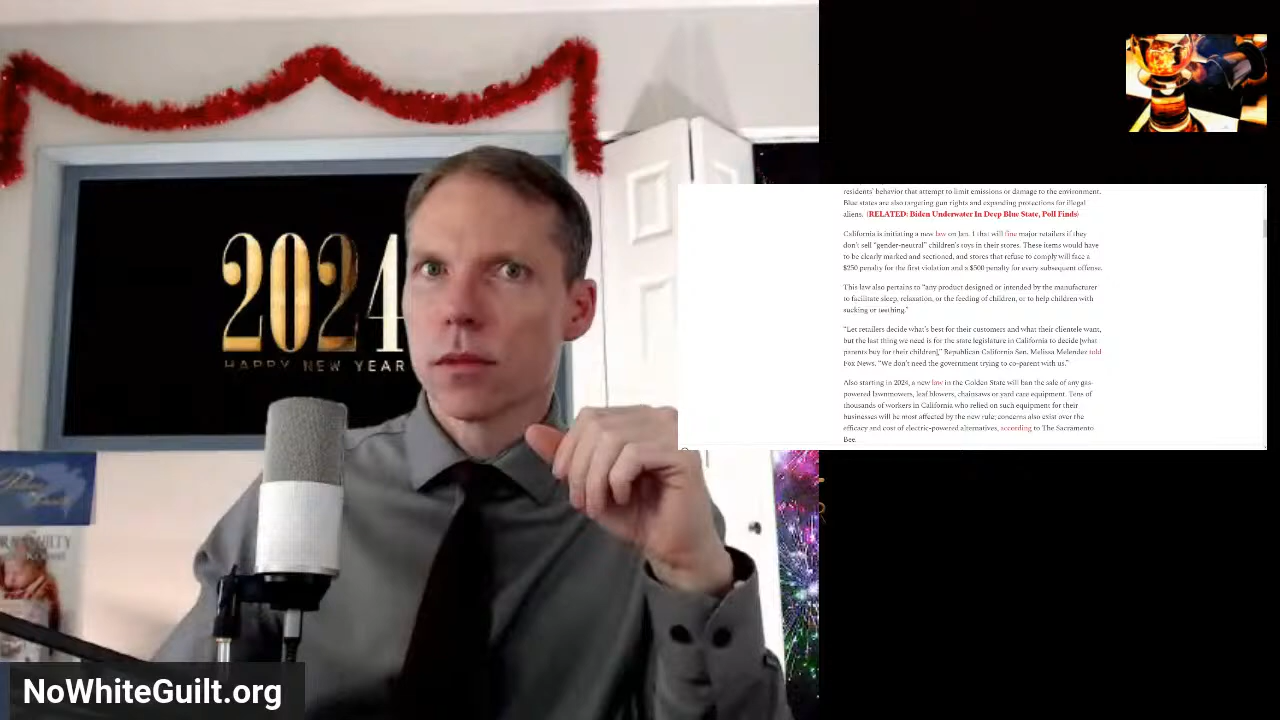 2024
HAPPY NEW YEAR
NoWhiteGuilt.org
residents' behavior that attempt to limit emissions or damage to the environment.
Blue states are also targeting gun rights and expanding protections for illegal
aliens. (RELATED: Biden Underwater In Deep Blue State, Poll Finds)
California is initiating a new law on Jan. 1 that will fine major retailers if they
don't sell "gender-neutral" children's toys in their stores. These items would have
to be clearly marked and sectioned, and stores that refuse to comply will face a
$250 penalty for the first violation and a $500 penalty for every subsequent offense.
This law also pertains to "any product designed or intended by the manufacturer
to facilitate sleep, relaxation, or the feeding of children, or to help children with
sucking or teething."
"Let retailers decide what's best for their customers and what their clientele want,
but the last thing we need is for the state legislature in California to decide [what
parents buy for their children]," Republican California Sen. Melissa Melender told
Fox News. "We don't need the government trying to co-parent with us."
Also starting in 2024, a new law in the Golden State will ban the sale of any gas-
powered lawnmowers, leaf blowers, chainsaws or yard care equipment. Tens of
thousands of workers in California who relied on such equipment for their
businesses will be most affected by the new rule; concerns also exist over the
efficacy and cost of electric-powered alternatives, according to The Sacramento
Bee.